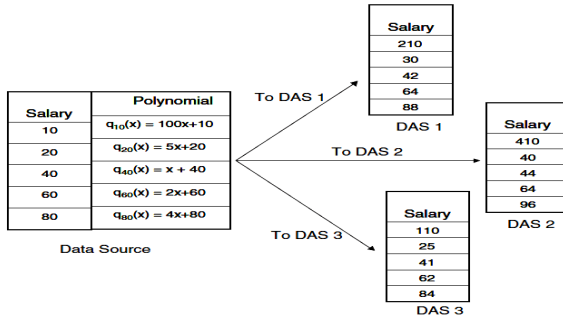 Salary
10
20
40
60
80
Polynomial
q10(x) = 100x+10
q20(x) = 5x+20
q40(x) = x + 40
q60(x) = 2x+60
q80(x) = 4x+80
Data Source
To DAS 1
To DAS 2
To DAS 3
Salary
210
30
42
64
88
DAS 1
Salary
410
40
44
64
96
DAS 2
Salary
110
25
41
62
84
DAS 3